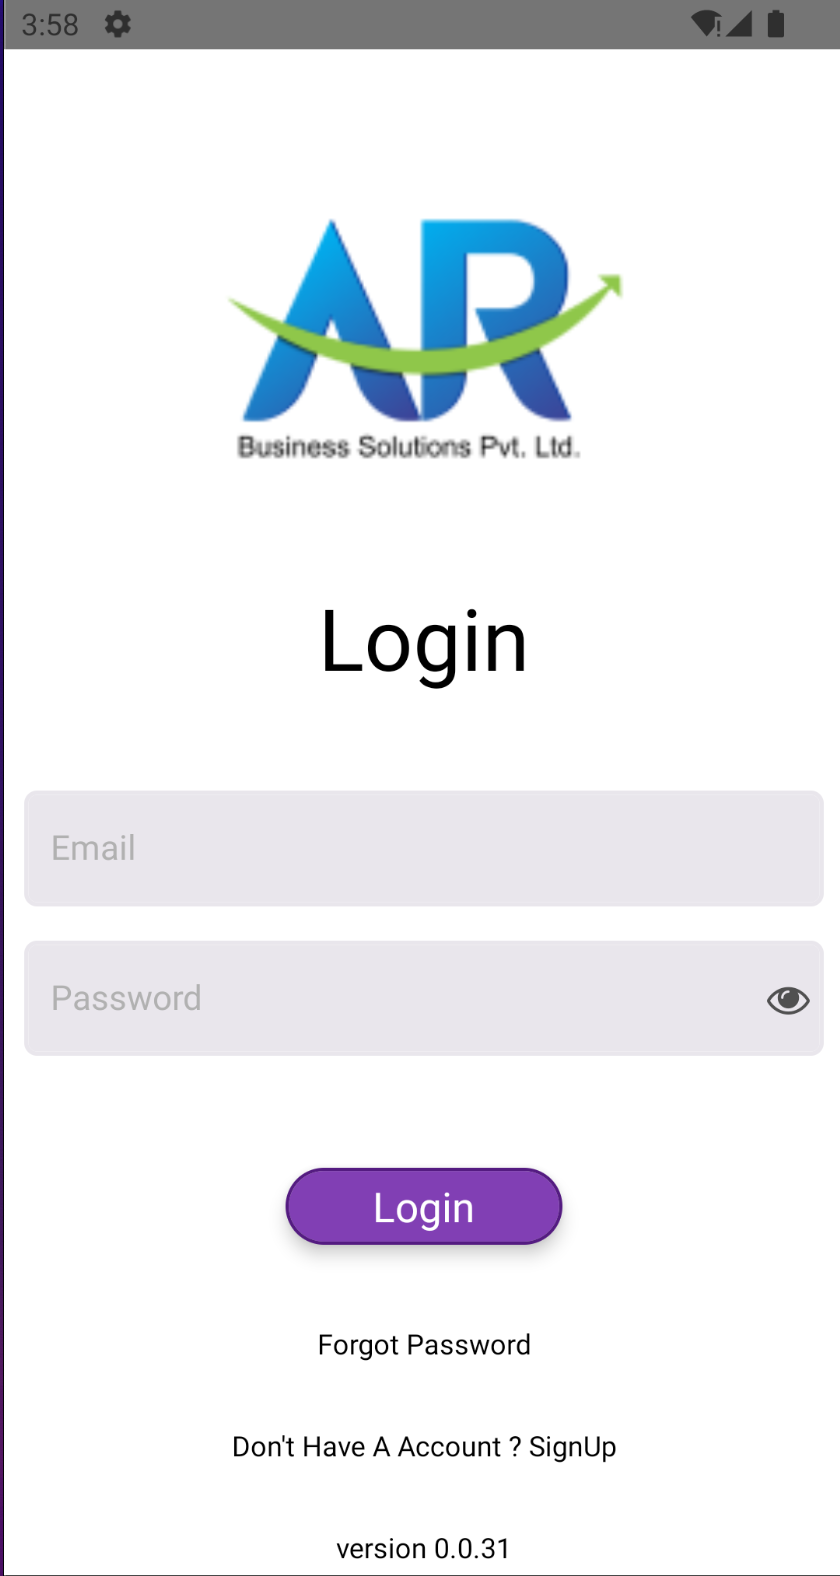 3:58
AR
Business Solutions Pvt. Ltd.
Login
Email
Password
Login
Forgot Password
Don't Have A Account ? SignUp
version 0.0.31